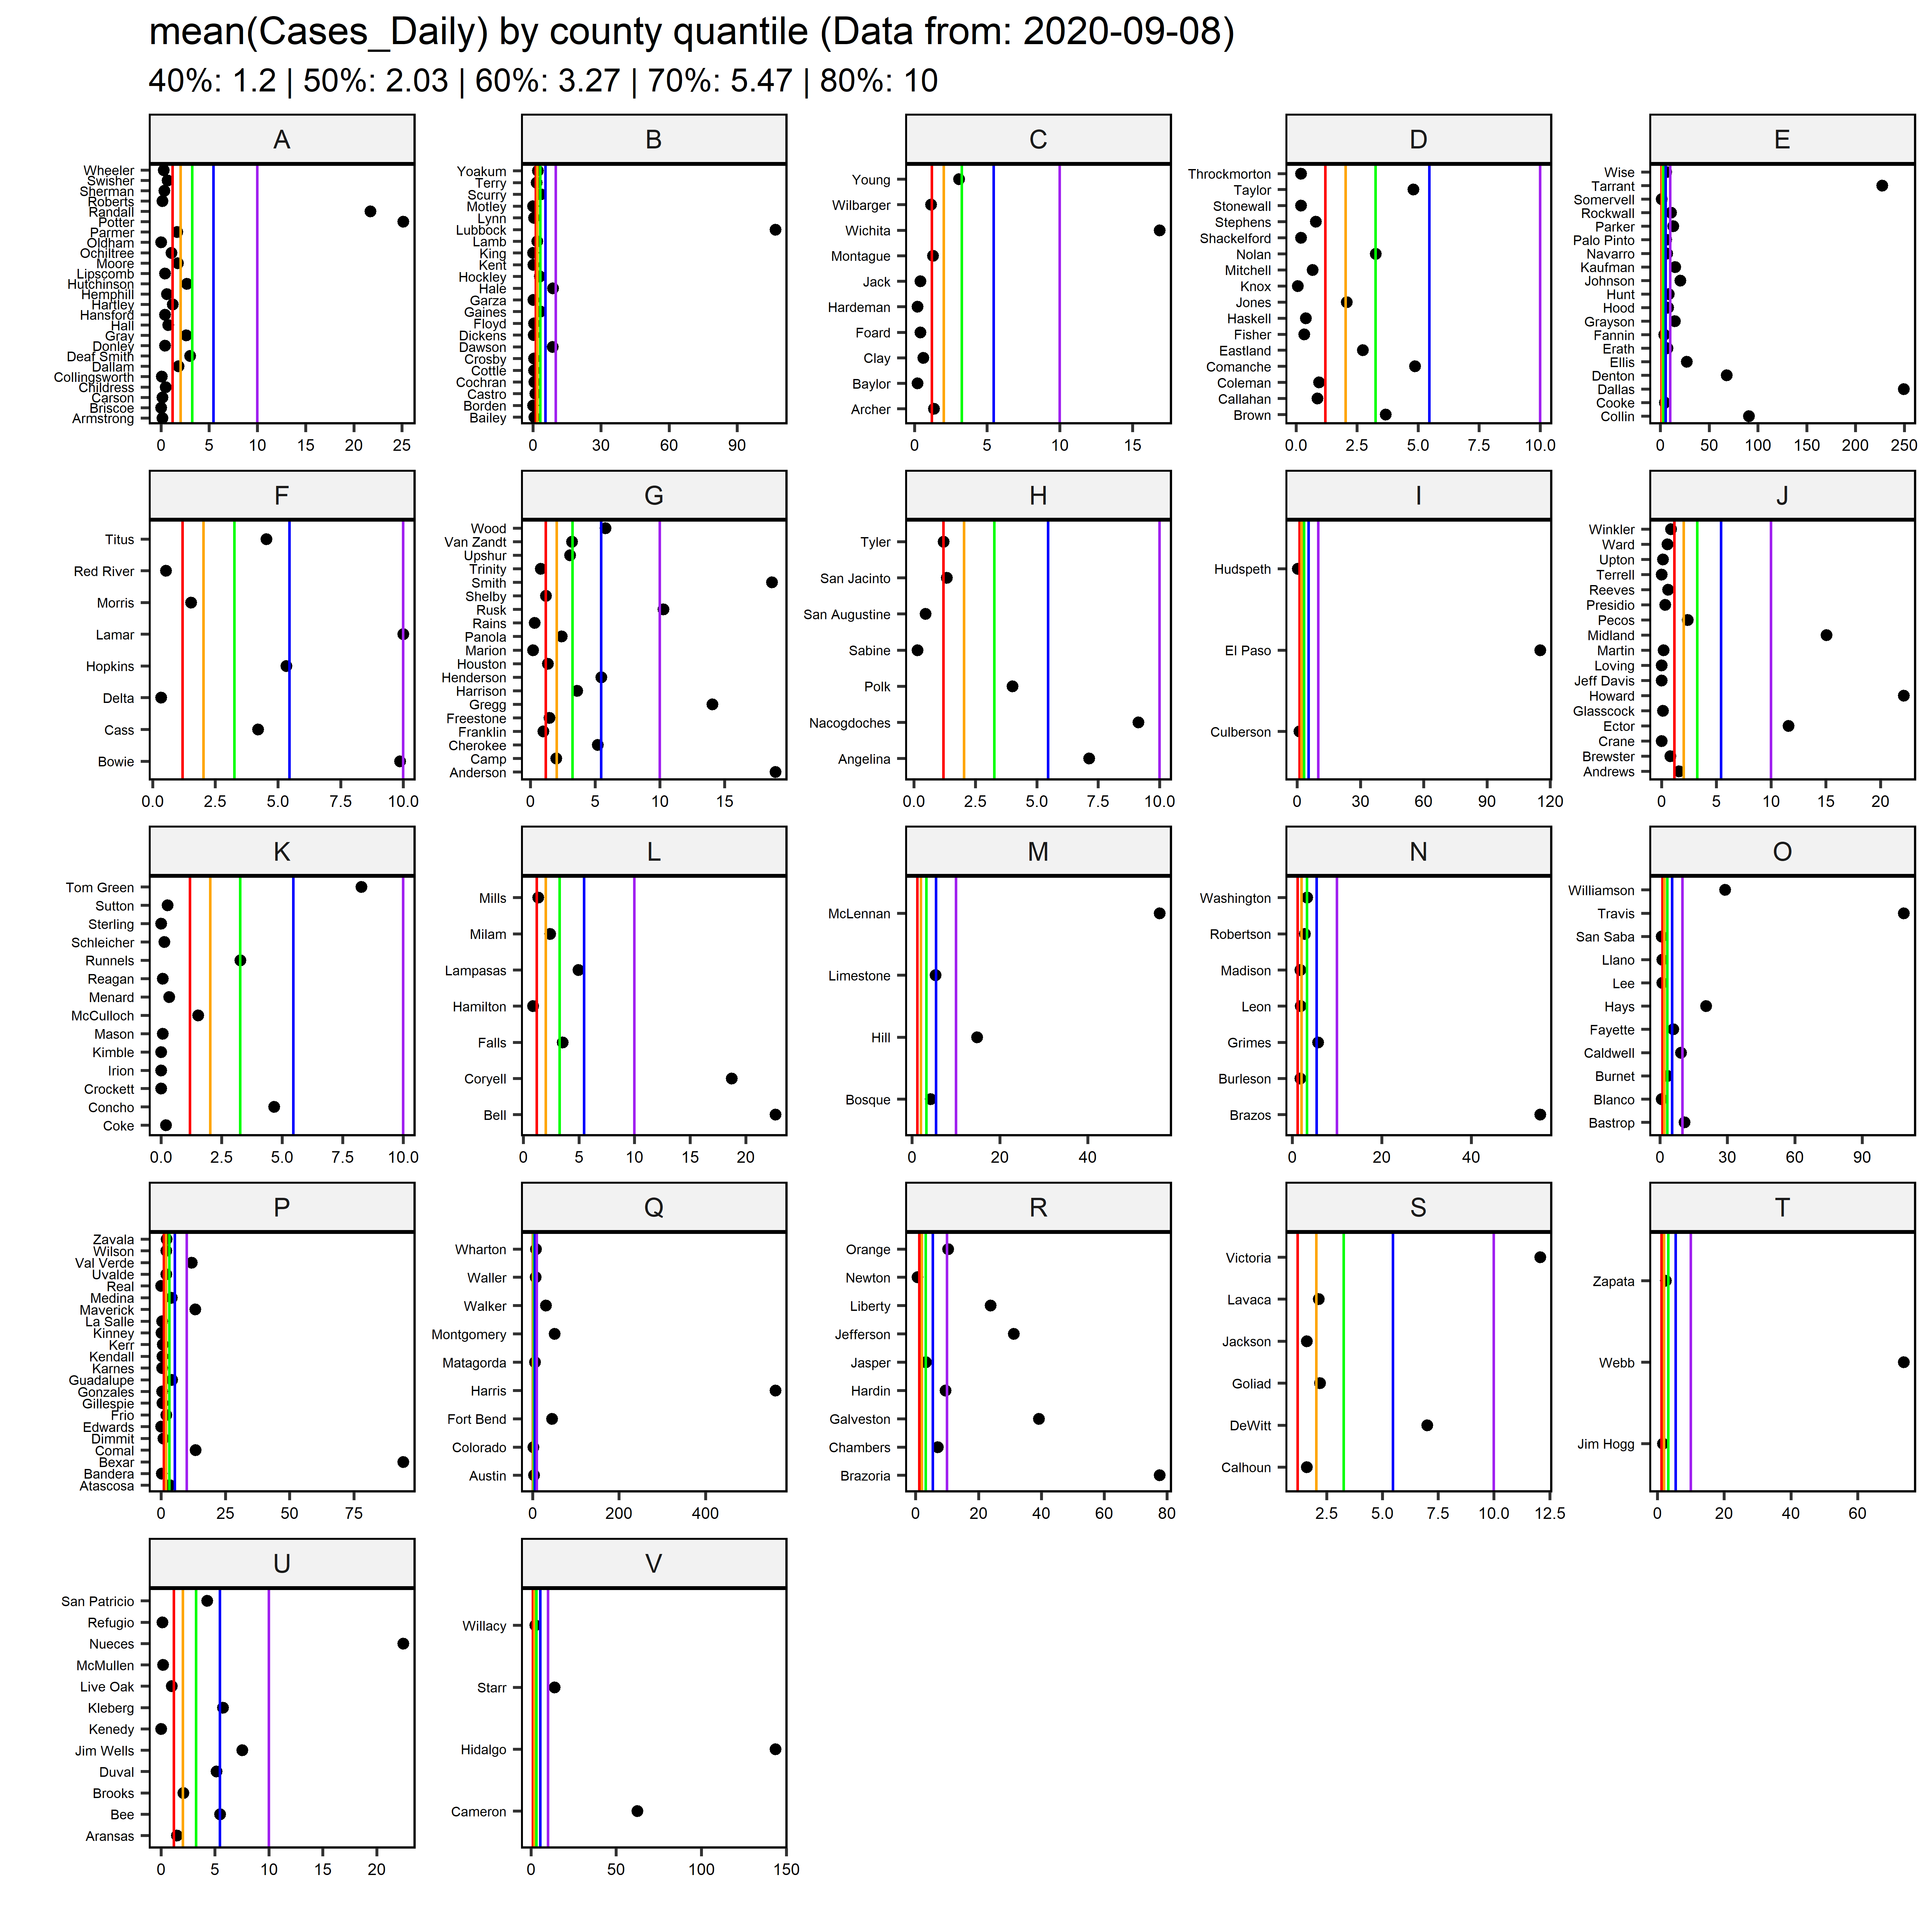 mean(Cases_Daily) by county quantile (Data from: 2020-09-08)
40%: 1.2 | 50%: 2.03 | 60%: 3.27 | 70%: 5.47 | 80%: 10
A
Wheeler
Swisher
Sherman
Roberts
Randall
Potter
Parmer
Oldham
Ochiltree
Moore
Lipscomb
Hutchinson
Hemphill
Hartley
Hansford
Hall
Gray
Donley
Deaf Smith
Dallam
Collingsworth
Childress
Carson
Briscoe
Armstrong
0 5 10 15 20 25
B
Yoakum
Terry
Scurry
Motley
Lynn
Lubbock
Lamb
King
Kent
Hockley
Hale
Garza
Gaines
Floyd
Dickens
Dawson
Crosby
Cottle
Cochran
Castro
Borden
Bailey
0 30 60 90
C
Young
Wilbarger
Wichita
Montague
Jack
Hardeman
Foard
Clay
Baylor
Archer
0 5 10 15
D
Throckmorton
Taylor
Stonewall
Stephens
Shackelford
Nolan
Mitchell
Knox
Jones
Haskell
Fisher
Eastland
Comanche
Coleman
Callahan
Brown
0.0 2.5 5.0 7.5 10.0
E
Wise
Tarrant
Somervell
Rockwall
Parker
Palo Pinto
Navarro
Kaufman
Johnson
Hunt
Hood
Grayson
Fannin
Erath
Ellis
Denton
Dallas
Cooke
Collin
0 50 100 150 200 250
F
Titus
Red River
Morris
Lamar
Hopkins
Delta
Cass
Bowie
0.0 2.5 5.0 7.5 10.0
G
Wood
Van Zandt
Upshur
Trinity
Smith
Shelby
Rusk
Rains
Panola
Marion
Houston
Henderson
Harrison
Gregg
Freestone
Franklin
Cherokee
Camp
Anderson
0 5 10 15
H
Tyler
San Jacinto
San Augustine
Sabine
Polk
Nacogdoches
Angelina
0.0 2.5 5.0 7.5 10.0
I
Hudspeth
El Paso
Culberson
0 30 60 90 120
J
Winkler
Ward
Upton
Terrell
Reeves
Presidio
Pecos
Midland
Martin
Loving
Jeff Davis
Howard
Glasscock
Ector
Crane
Brewster
Andrews
0 5 10 15 20
K
Tom Green
Sutton
Sterling
Schleicher
Runnels
Reagan
Menard
McCulloch
Mason
Kimble
Irion
Crockett
Concho
Coke
0.0 2.5 5.0 7.5 10.0
L
Mills
Milam
Lampasas
Hamilton
Falls
Coryell
Bell
0 5 10 15 20
M
McLennan
Limestone
Hill
Bosque
0 20 40
N
Washington
Robertson
Madison
Leon
Grimes
Burleson
Brazos
0 20 40
O
Williamson
Travis
San Saba
Llano
Lee
Hays
Fayette
Caldwell
Burnet
Blanco
Bastrop
0 30 60 90
P
Zavala
Wilson
Val Verde
Uvalde
Real
Medina
Maverick
La Salle
Kinney
Kerr
Kendall
Karnes
Guadalupe
Gonzales
Gillespie
Frio
Edwards
Dimmit
Comal
Bexar
Bandera
Atascosa
0 25 50 75
Q
Wharton
Waller
Walker
Montgomery
Matagorda
Harris
Fort Bend
Colorado
Austin
0 200 400
R
Orange
Newton
Liberty
Jefferson
Jasper
Hardin
Galveston
Chambers
Brazoria
0 20 40 60 80
S
Victoria
Lavaca
Jackson
Goliad
DeWitt
Calhoun
2.5 5.0 7.5 10.0 12.5
T
Zapata
Webb
Jim Hogg
0 20 40 60
U
San Patricio
Refugio
Nueces
McMullen
Live Oak
Kleberg
Kenedy
Jim Wells
Duval
Brooks
Bee
Aransas
0 5 10 15 20
V
Willacy
Starr
Hidalgo
Cameron
0 50 100 150